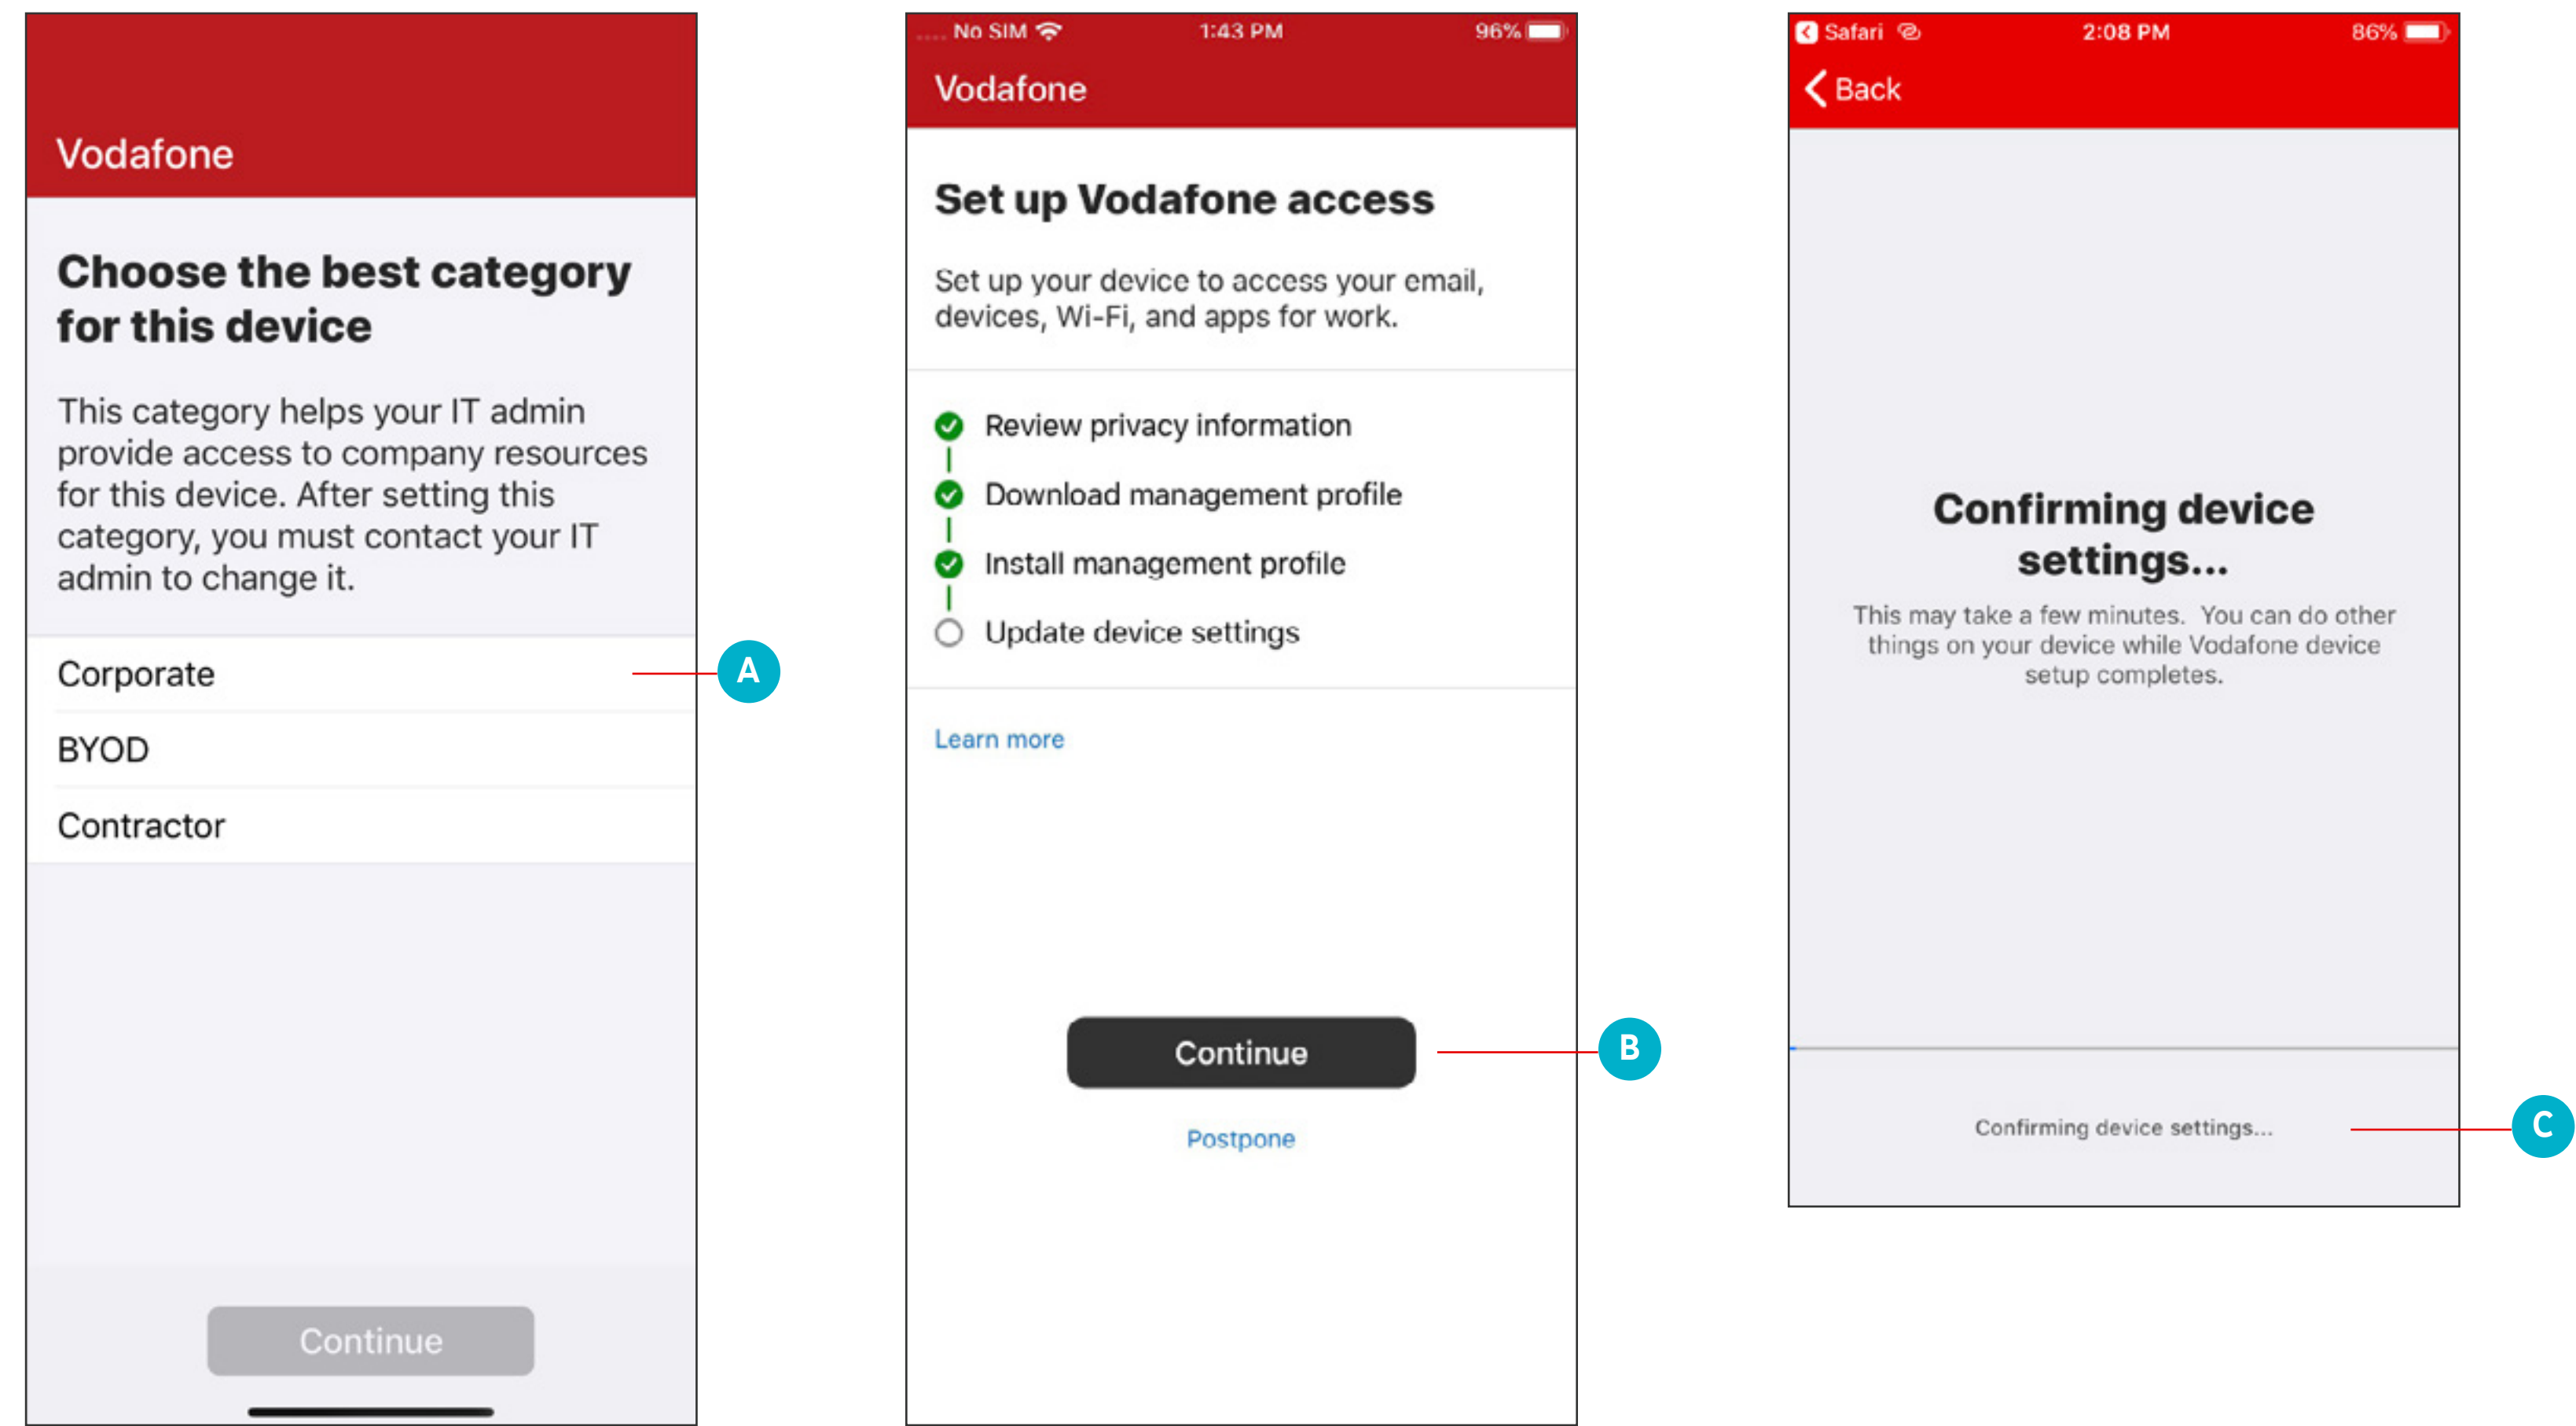 Vodafone
Choose the best category
for this device
This category helps your IT admin
provide access to company resources
for this device. After setting this
category, you must contact your IT
admin to change it.
Corporate
A
BYOD
Contractor
Continue
No SIM
1:43 PM
96%
Vodafone
Set up Vodafone access
Set up your device to access your email,
devices, Wi-Fi, and apps for work.
Review privacy information
Download management profile
Install management profile
Update device settings
Learn more
Continue
B
Postpone
Safari
2:08 PM
86%
Back
Confirming device
settings...
This may take a few minutes. You can do other
things on your device while Vodafone device
setup completes.
Confirming device settings...
C